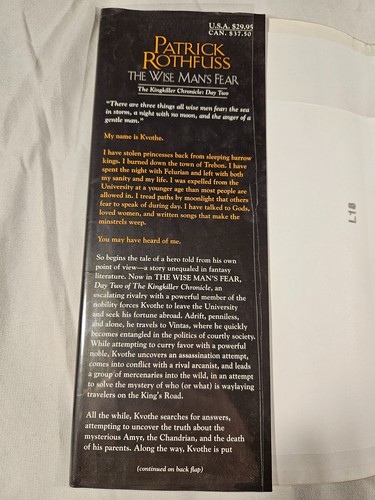 U.S.A. $29.95
CAN. $37.50
PATRICK
ROTHFUSS
THE WISE MAN'S FEAR
The Kingkiller Chronicle: Day Two
"There are three things all wise men fear: the sea
in storm, a night with no moon, and the anger of a
gentle man."
My name is Kvothe.
I have stolen princesses back from sleeping barrow
kings. I burned down the town of Trebon. I have
spent the night with Felurian and left with both
my sanity and my life. I was expelled from the
University at a younger age than most people are
allowed in. I tread paths by moonlight that others
fear to speak of during day. I have talked to Gods,
loved women, and written songs that make the
minstrels weep.
You may have heard of me.
So begins the tale of a hero told from his own
point of view—a story unequaled in fantasy
literature. Now in THE WISE MAN'S FEAR,
Day Two of The Kingkiller Chronicle, an
escalating rivalry with a powerful member of the
nobility forces Kvothe to leave the University
and seek his fortune abroad. Adrift, penniless,
and alone, he travels to Vintas, where he quickly
becomes entangled in the politics of courtly society.
While attempting to curry favor with a powerful
noble, Kvothe uncovers an assassination attempt,
comes into conflict with a rival arcanist, and leads
a group of mercenaries into the wild, in an attempt
to solve the mystery of who (or what) is waylaying
travelers on the King's Road.
All the while, Kvothe searches for answers,
attempting to uncover the truth about the
mysterious Amyr, the Chandrian, and the death
of his parents. Along the way, Kvothe is put
(continued on back flap)
L18